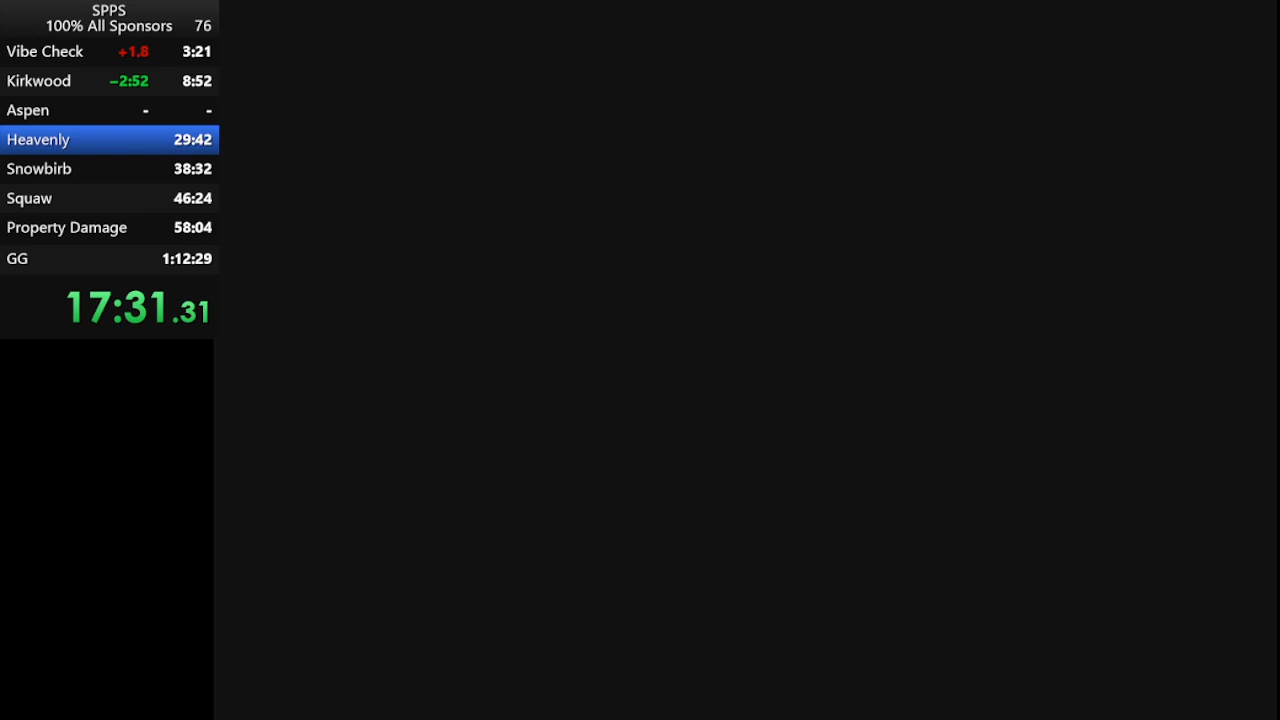 SPPS
100% All Sponsors 76
Vibe Check +1.8 3:21
Kirkwood −2:52 8:52
Aspen - -
Heavenly 29:42
Snowbirb 38:32
Squaw 46:24
Property Damage 58:04
GG 1:12:29
17:31.31